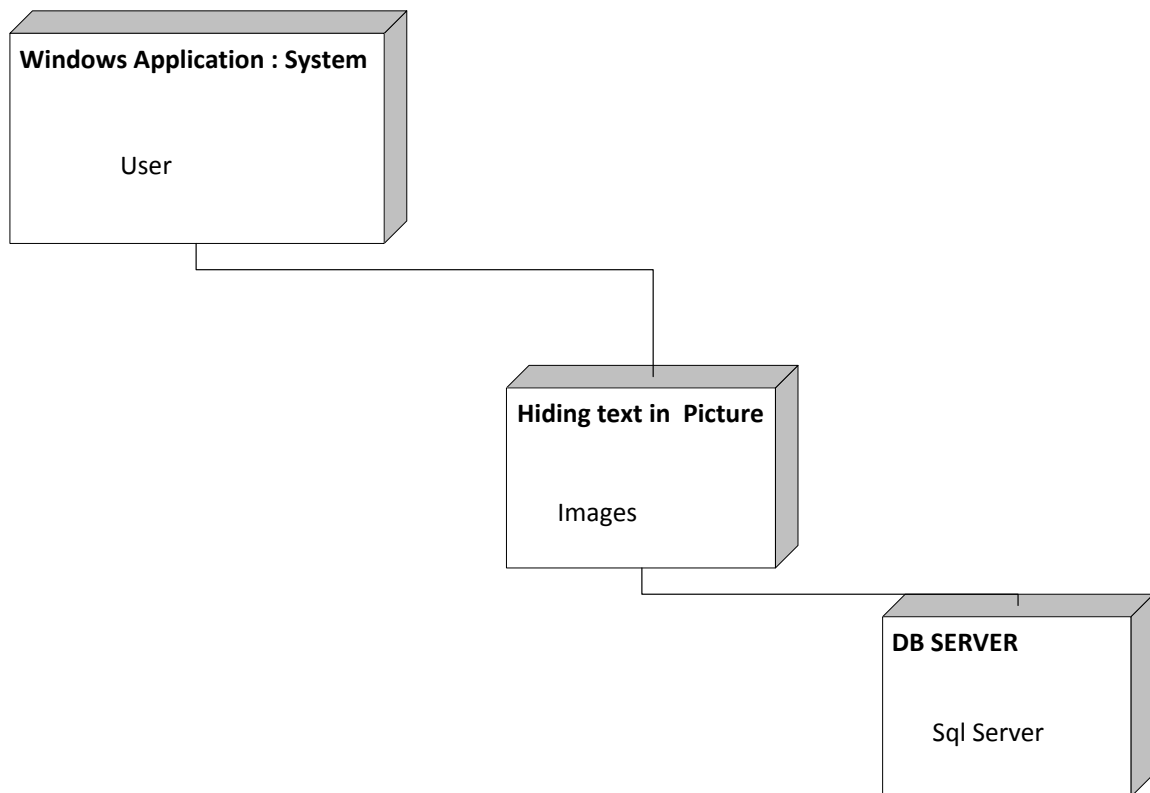 Windows Application : System
User
Hiding text in  Picture
Images
DB SERVER
Sql Server